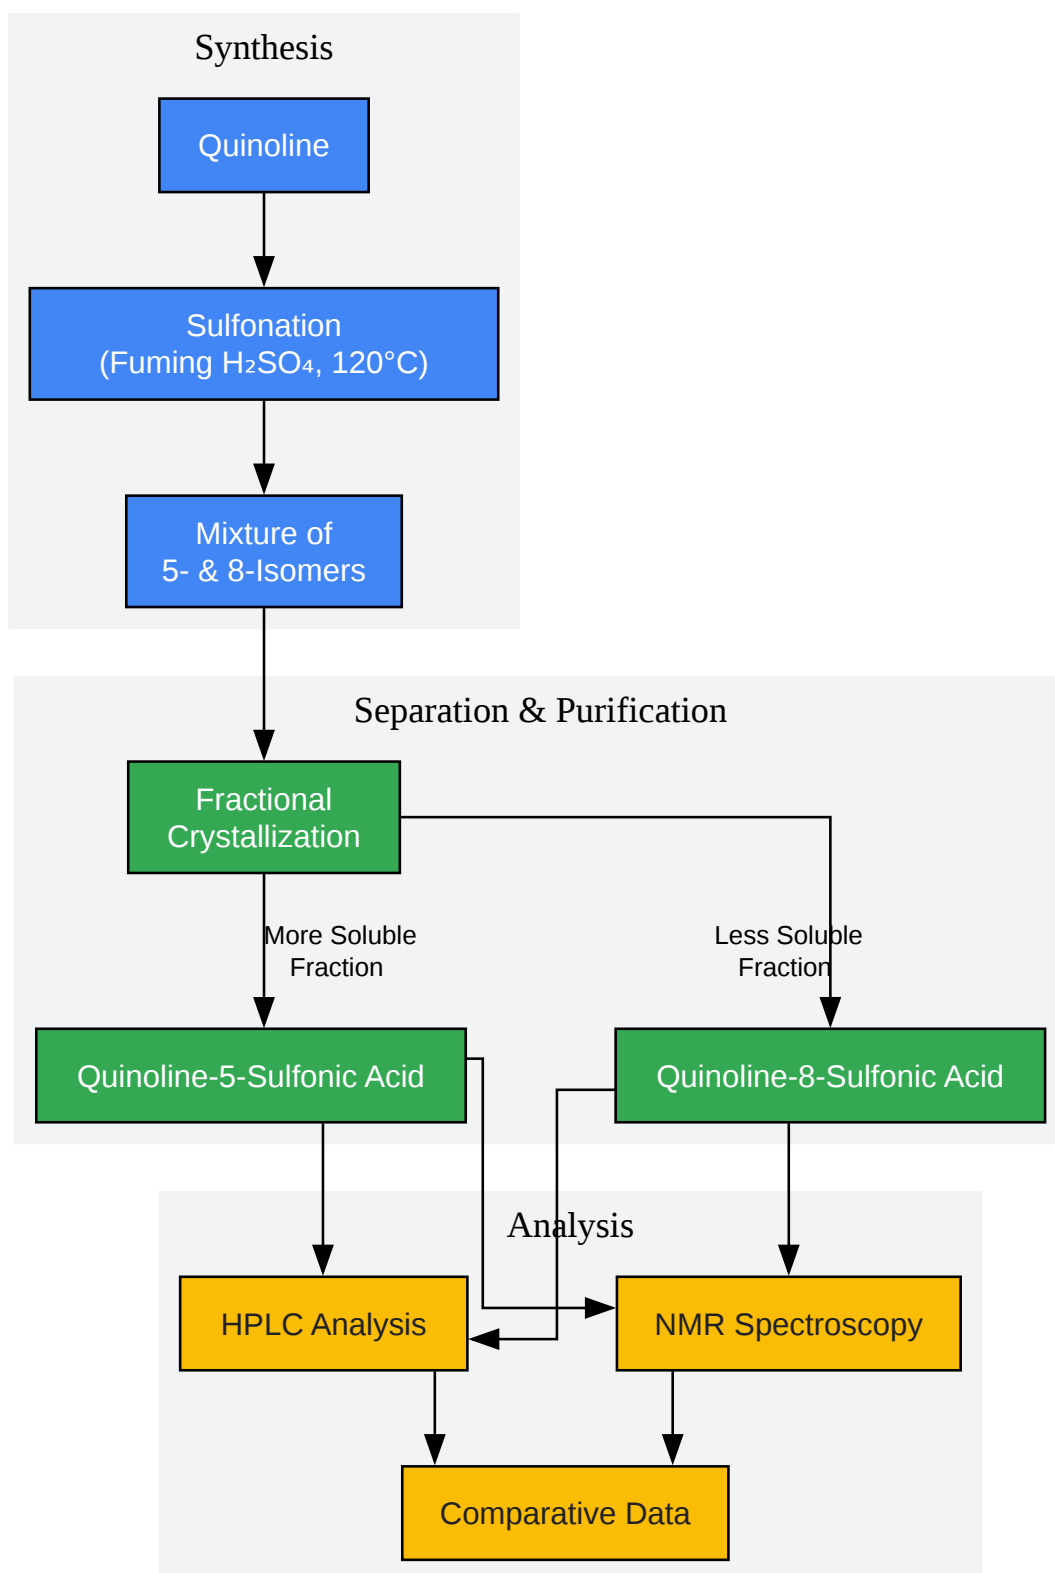 Synthesis
Quinoline
Sulfonation
(Fuming H₂SO₄, 120°C)
Mixture of
5- & 8-Isomers
Separation & Purification
Fractional
Crystallization
More Soluble
Fraction
Less Soluble
Fraction
Quinoline-5-Sulfonic Acid
Quinoline-8-Sulfonic Acid
Analysis
HPLC Analysis
NMR Spectroscopy
Comparative Data